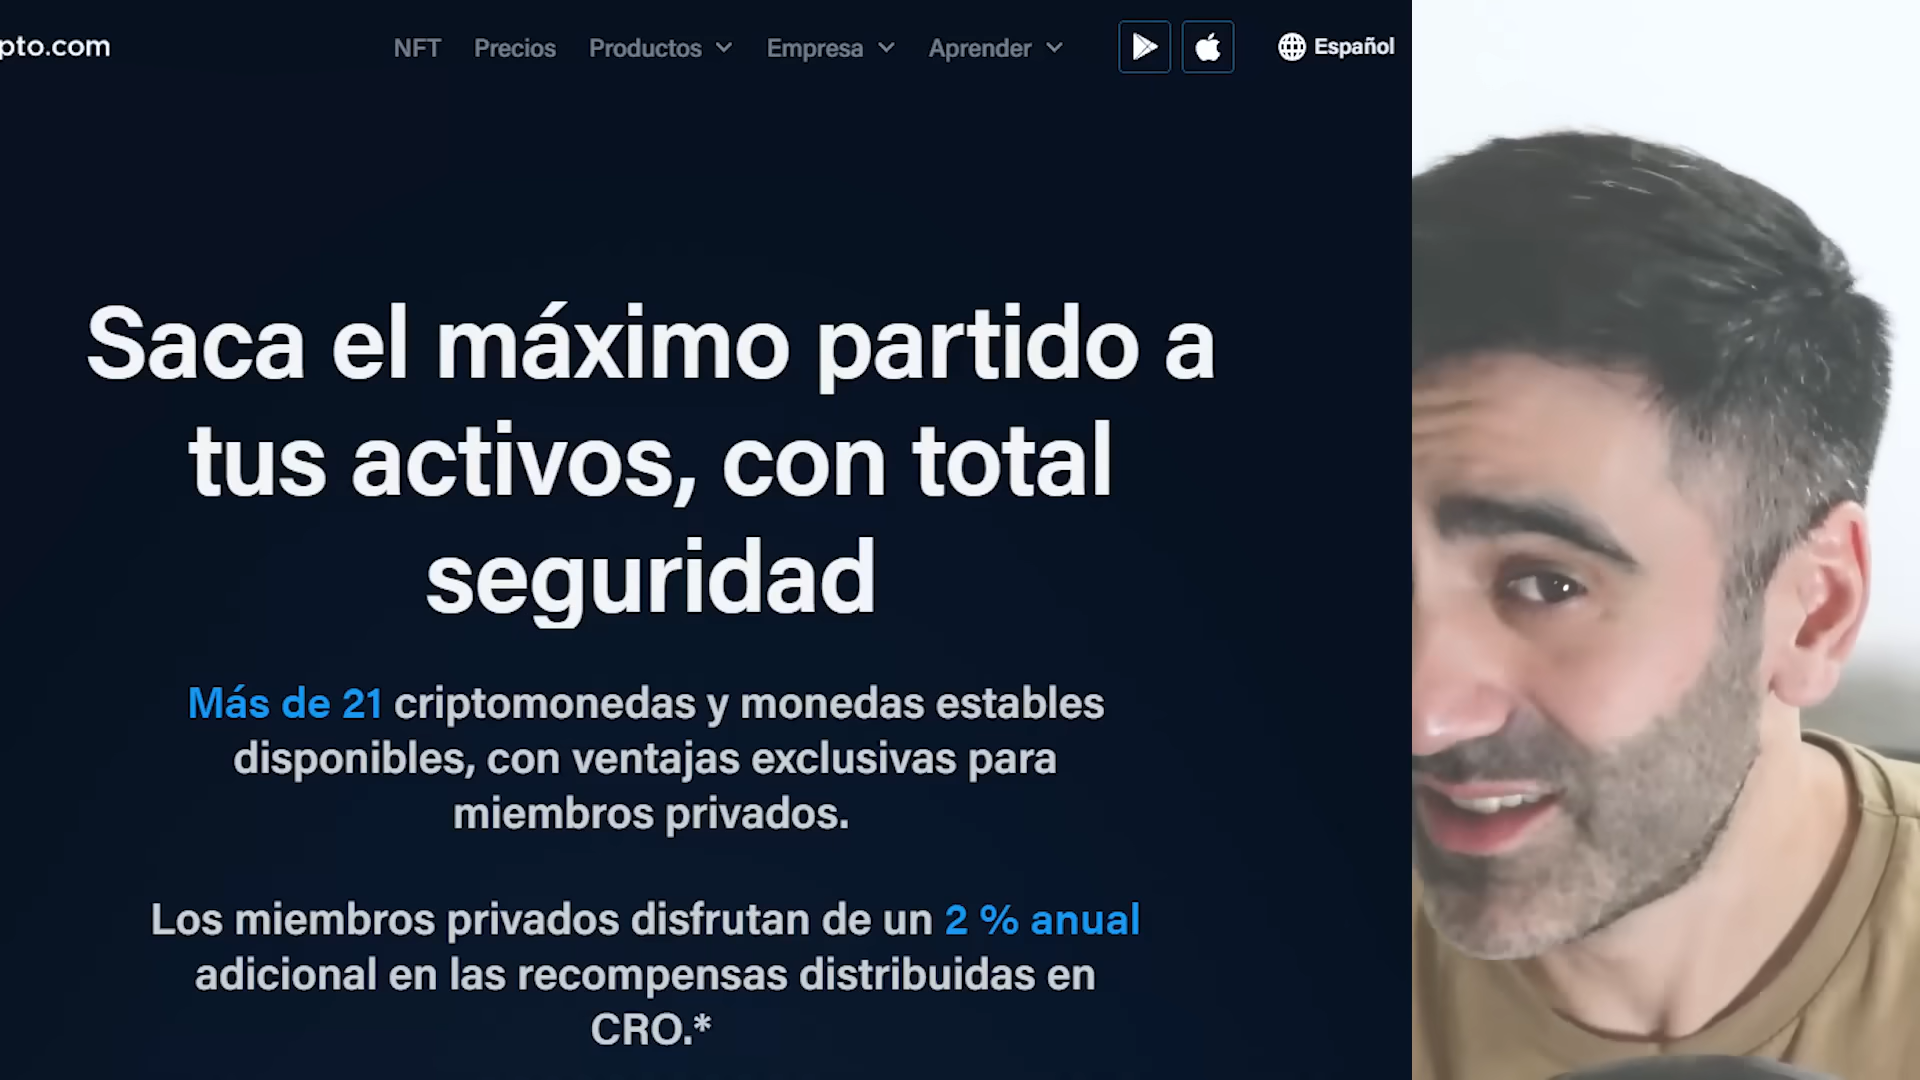 pto.com
NFT Precios Productos Empresa Aprender Español
Saca el máximo partido a
tus activos, con total
seguridad
Más de 21 criptomonedas y monedas estables
disponibles, con ventajas exclusivas para
miembros privados.
Los miembros privados disfrutan de un 2 % anual
adicional en las recompensas distribuidas en
CRO.*